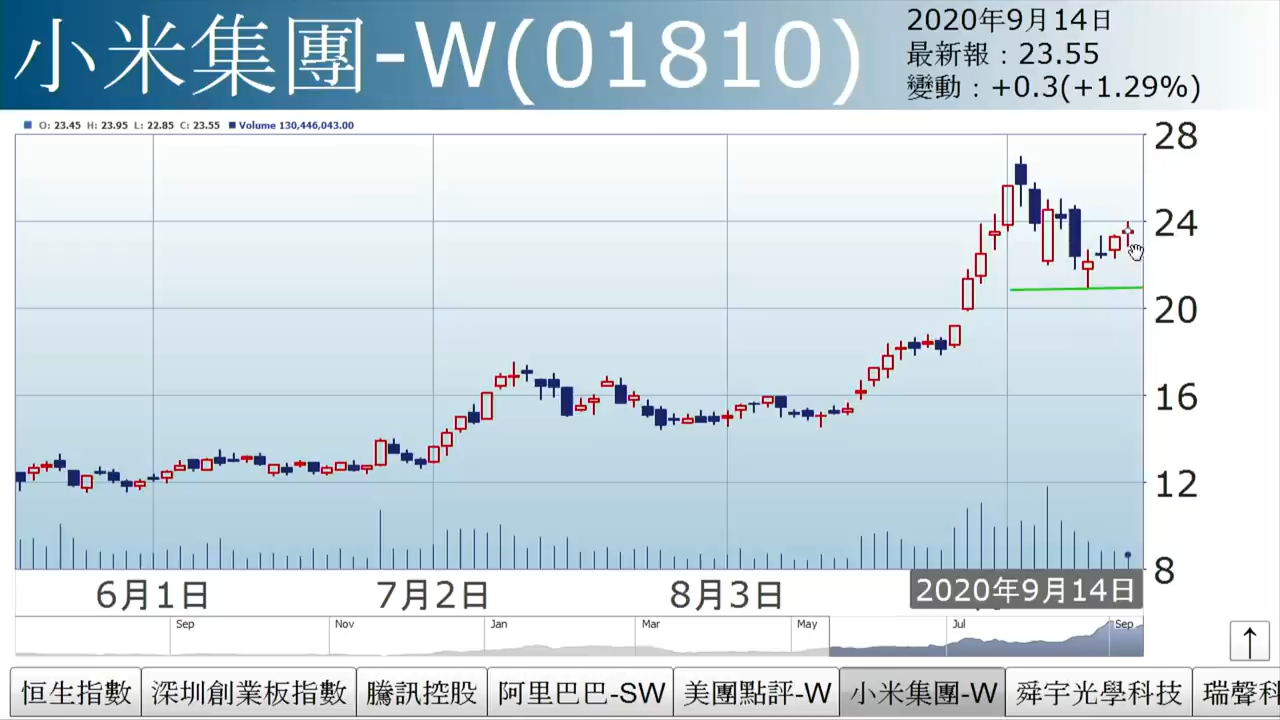 小米集團-W(01810)
2020年9月14日
最新報：23.55
變動：+0.3(+1.29%)
O: 23.45 H: 23.95 L: 22.85 C: 23.55 Volume 130,446,043.00
28
24
20
16
12
8
6月1日 7月2日 8月3日 2020年9月14日
Sep Nov Jan Mar May Jul Sep
↑
恒生指數 深圳創業板指數 騰訊控股 阿里巴巴-SW 美團點評-W 小米集團-W 舜宇光學科技 瑞聲科